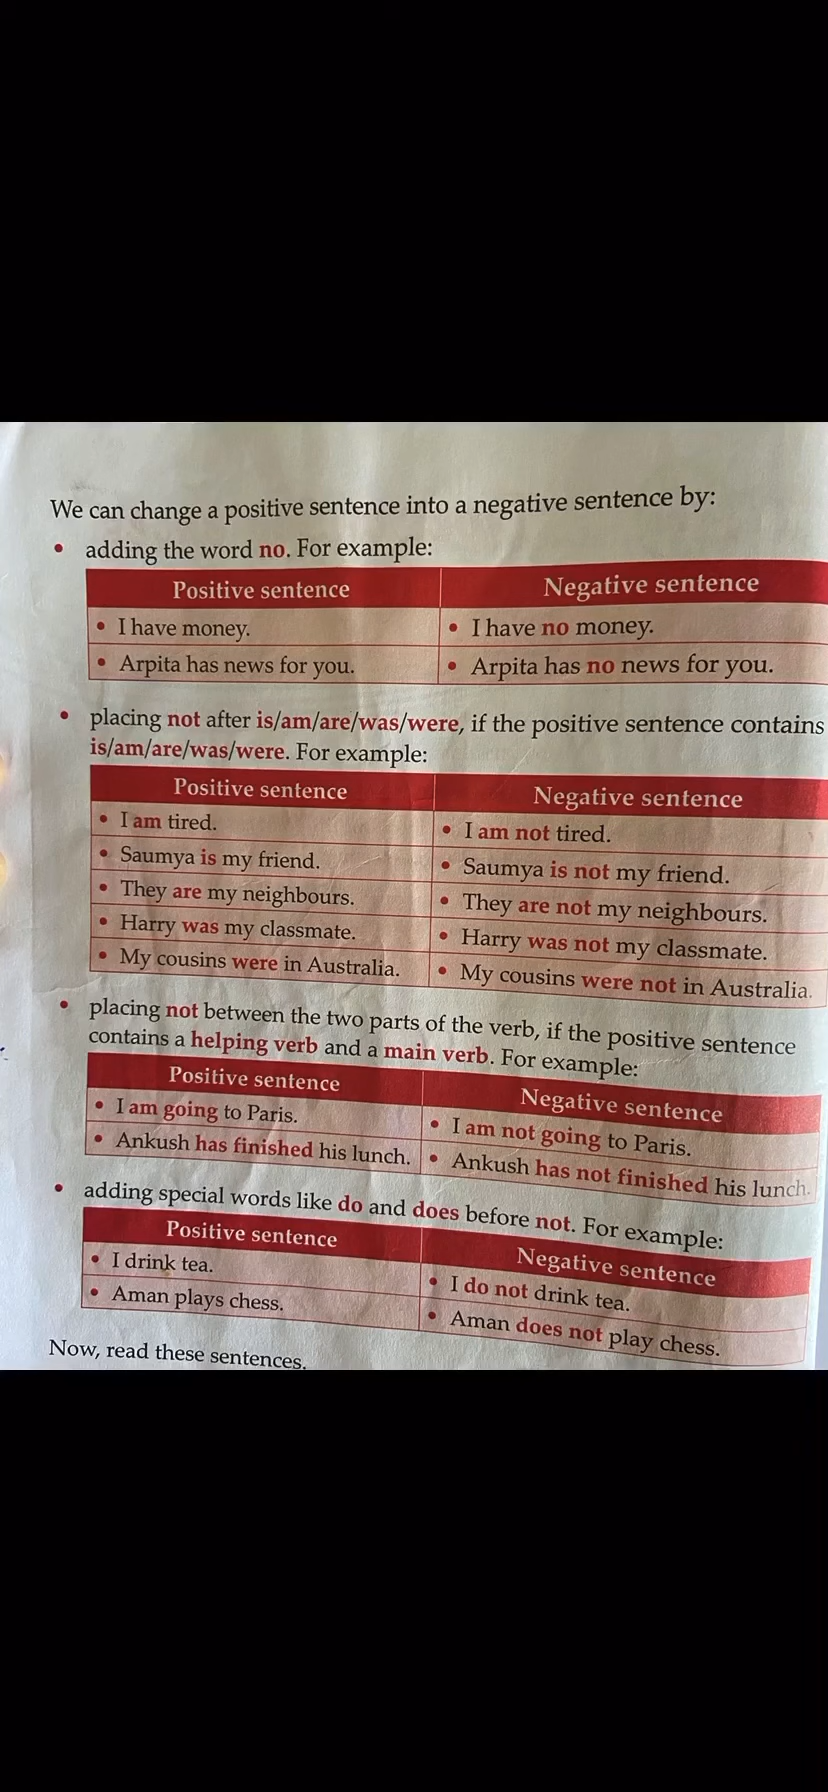 We can change a positive sentence into a negative sentence by:
• adding the word no. For example:
Positive sentence Negative sentence
• I have money. • I have no money.
• Arpita has news for you. • Arpita has no news for you.
• placing not after is/am/are/was/were, if the positive sentence contains
is/am/are/was/were. For example:
Positive sentence Negative sentence
• I am tired. • I am not tired.
• Saumya is my friend. • Saumya is not my friend.
• They are my neighbours. • They are not my neighbours.
• Harry was my classmate. • Harry was not my classmate.
• My cousins were in Australia. • My cousins were not in Australia.
• placing not between the two parts of the verb, if the positive sentence
contains a helping verb and a main verb. For example:
Positive sentence Negative sentence
• I am going to Paris. • I am not going to Paris.
• Ankush has finished his lunch. • Ankush has not finished his lunch.
• adding special words like do and does before not. For example:
Positive sentence Negative sentence
• I drink tea. • I do not drink tea.
• Aman plays chess. • Aman does not play chess.
Now, read these sentences.